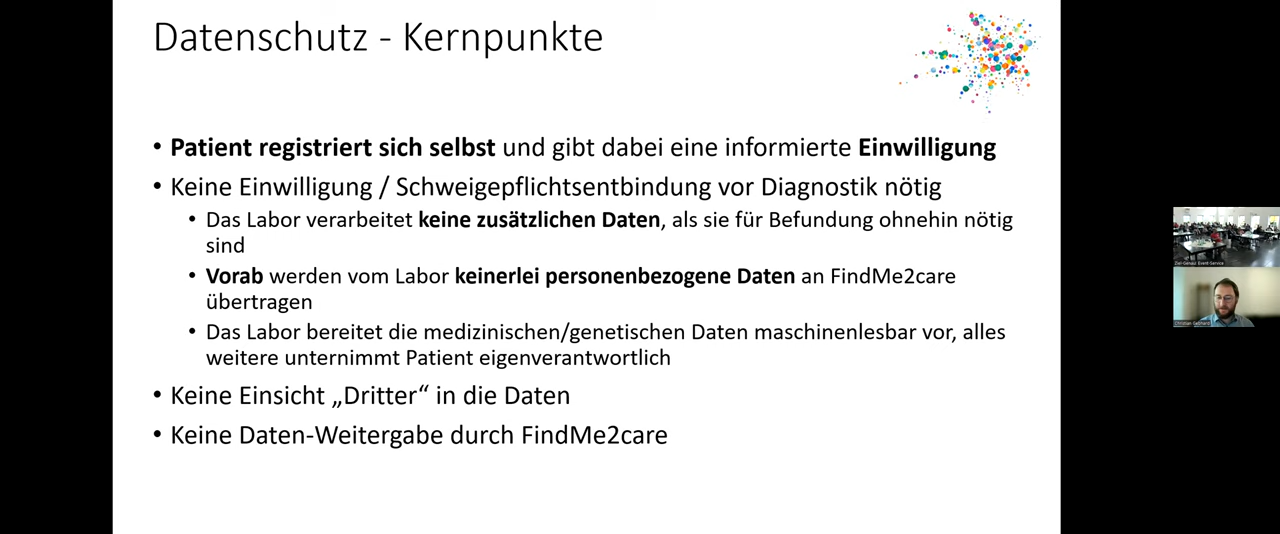 Datenschutz - Kernpunkte
• Patient registriert sich selbst und gibt dabei eine informierte Einwilligung
• Keine Einwilligung / Schweigepflichtsentbindung vor Diagnostik nötig
• Das Labor verarbeitet keine zusätzlichen Daten, als sie für Befundung ohnehin nötig
sind
• Vorab werden vom Labor keinerlei personenbezogene Daten an FindMe2care
übertragen
• Das Labor bereitet die medizinischen/genetischen Daten maschinenlesbar vor, alles
weitere unternimmt Patient eigenverantwortlich
• Keine Einsicht „Dritter“ in die Daten
• Keine Daten-Weitergabe durch FindMe2care
Event-Service
Christian